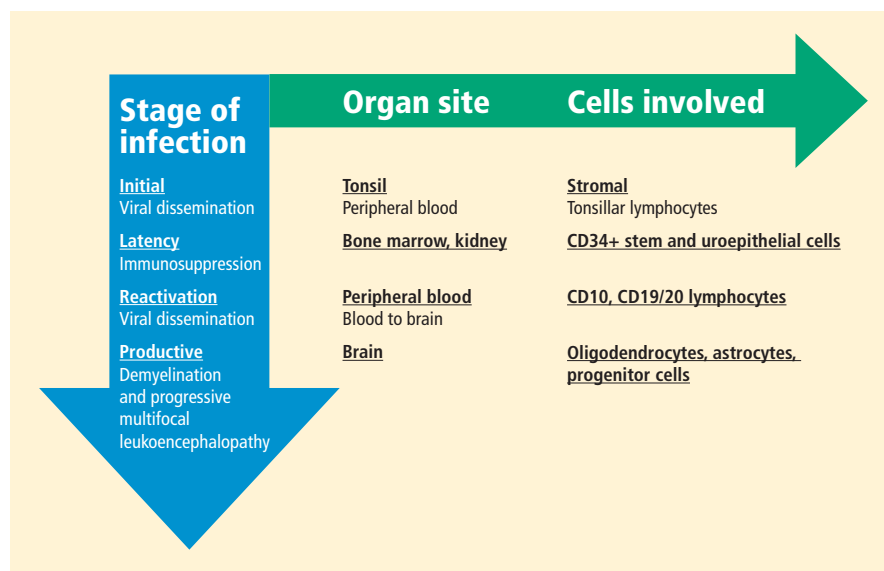 Stage of
infection
Organ site
Cells involved
Initial
Viral dissemination
Tonsil
Peripheral blood
Stromal
Tonsillar lymphocytes
Latency
Immunosuppression
Bone marrow, kidney
CD34+ stem and uroepithelial cells
Reactivation
Viral dissemination
Peripheral blood
Blood to brain
CD10, CD19/20 lymphocytes
Productive
Demyelination
and progressive
multifocal
leukoencephalopathy
Brain
Oligodendrocytes, astrocytes,
progenitor cells